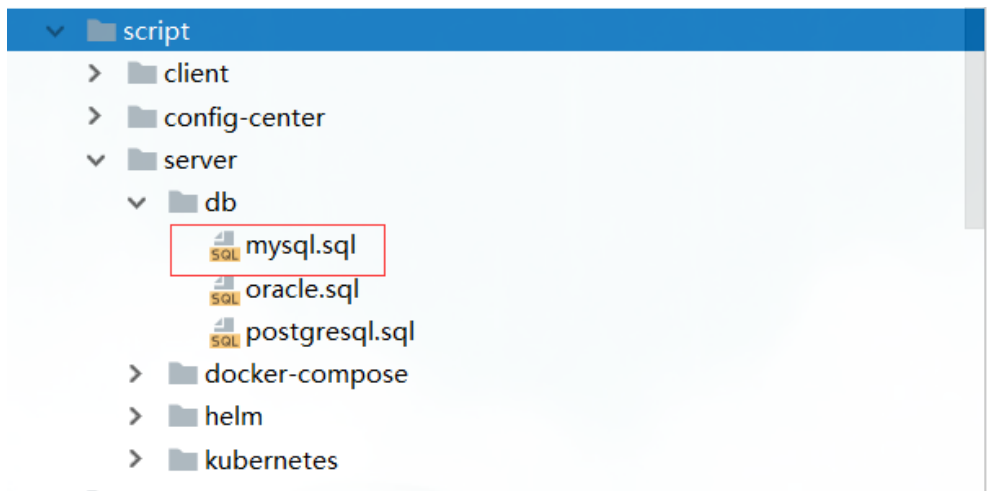 script
client
config-center
server
db
SQL mysql.sql
SQL oracle.sql
SQL postgresql.sql
docker-compose
helm
kubernetes